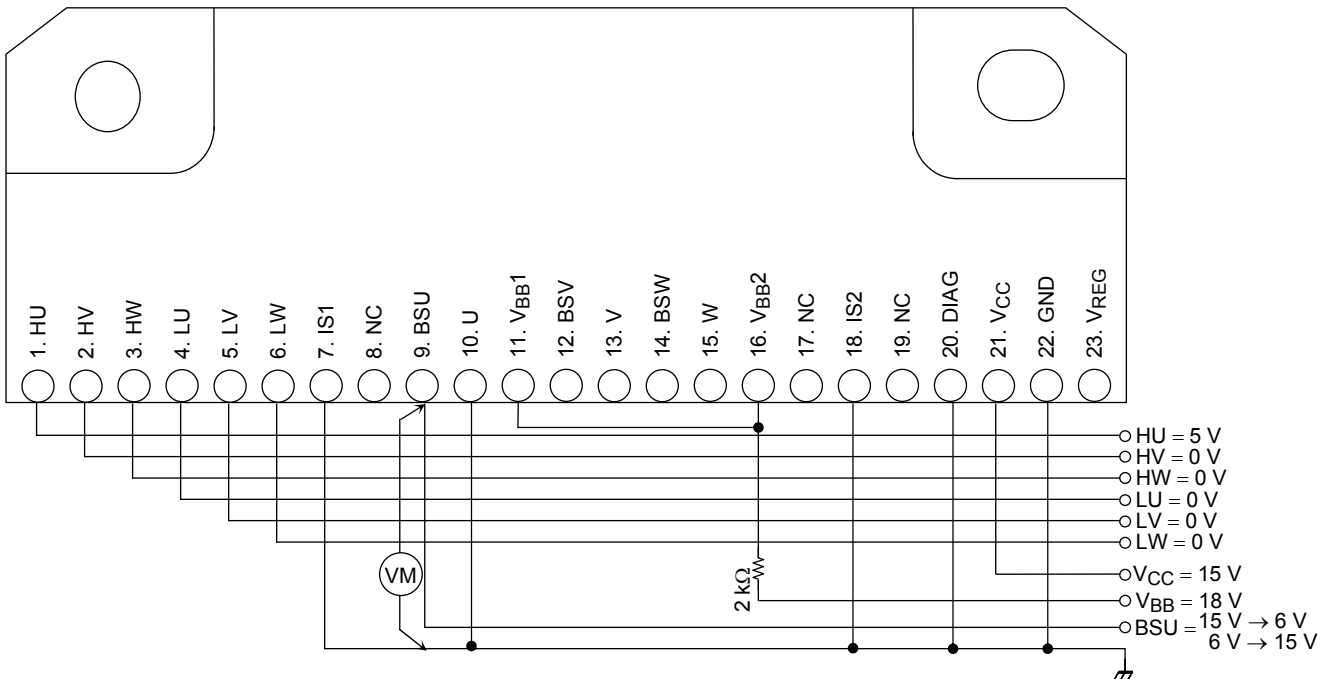 1. HU
2. HV
3. HW
4. LU
5. LV
6. LW
7. IS1
8. NC
9. BSU
10. U
11. VBB1
12. BSV
13. V
14. BSW
15. W
16. VBB2
17. NC
18. IS2
19. NC
20. DIAG
21. VCC
22. GND
23. VREG
HU = 5 V
HV = 0 V
HW = 0 V
LU = 0 V
LV = 0 V
LW = 0 V
VM
2 kΩ
VCC = 15 V
VBB = 18 V
BSU = 15 V → 6 V
6 V → 15 V